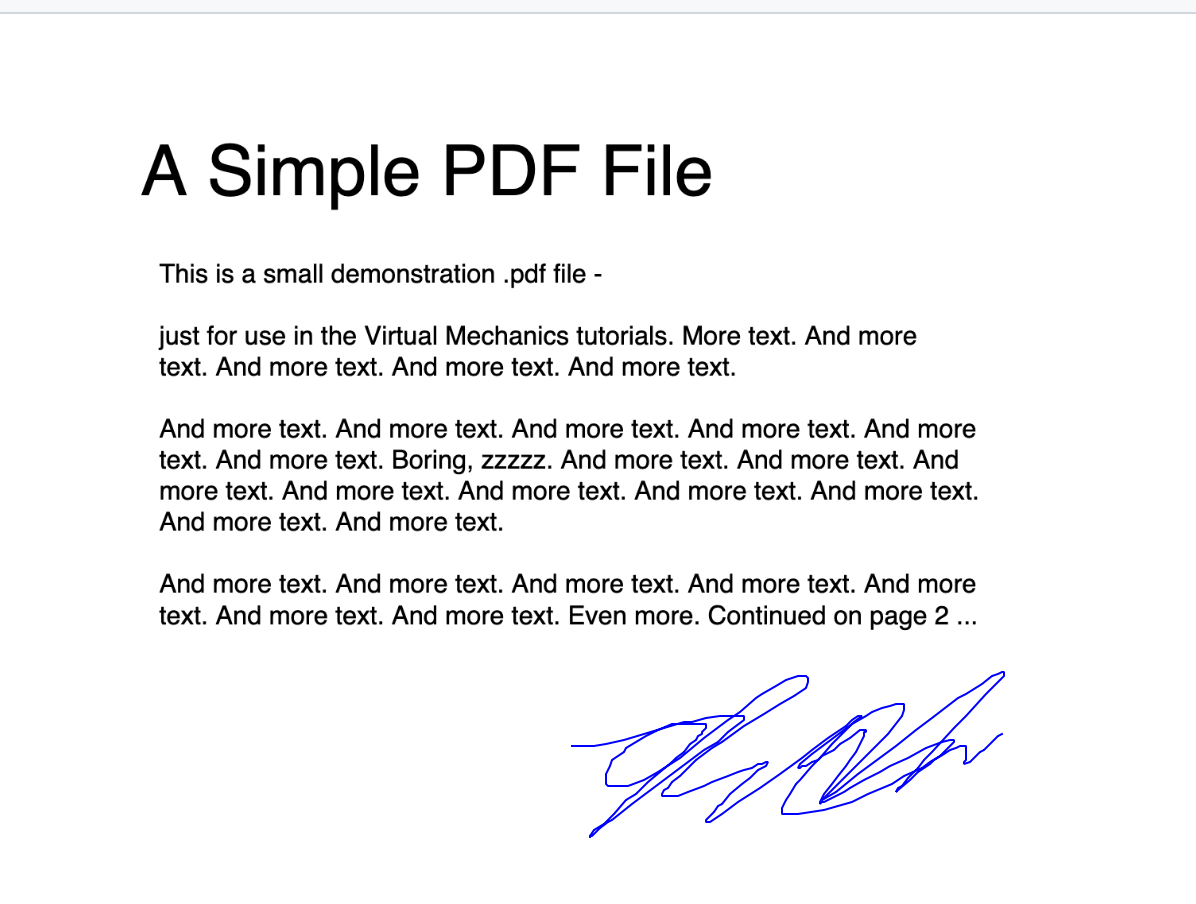 A Simple PDF File
This is a small demonstration .pdf file -
just for use in the Virtual Mechanics tutorials. More text. And more
text. And more text. And more text. And more text.
And more text. And more text. And more text. And more text. And more
text. And more text. Boring, zzzzz. And more text. And more text. And
more text. And more text. And more text. And more text. And more text.
And more text. And more text.
And more text. And more text. And more text. And more text. And more
text. And more text. And more text. Even more. Continued on page 2 ...